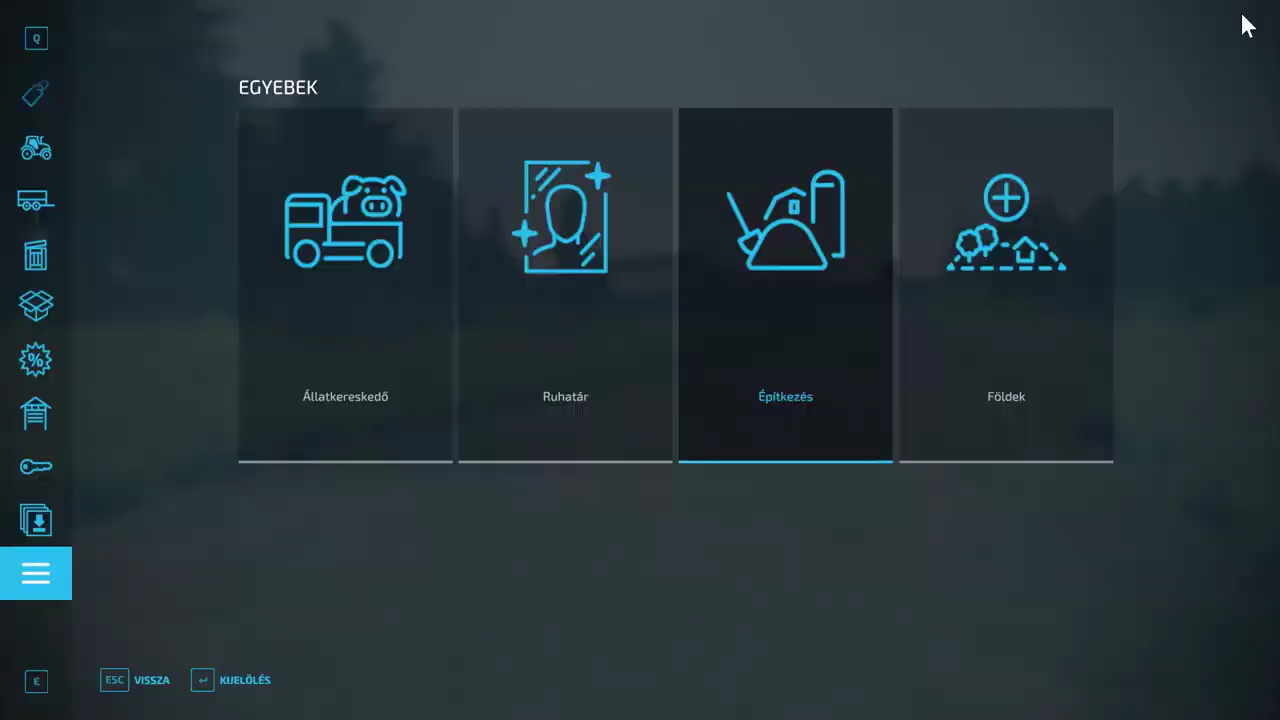 Q
EGYEBEK
%
Állatkereskedő
Ruhatár
Építkezés
Földek
E
ESC VISSZA
KIJELÖLÉS